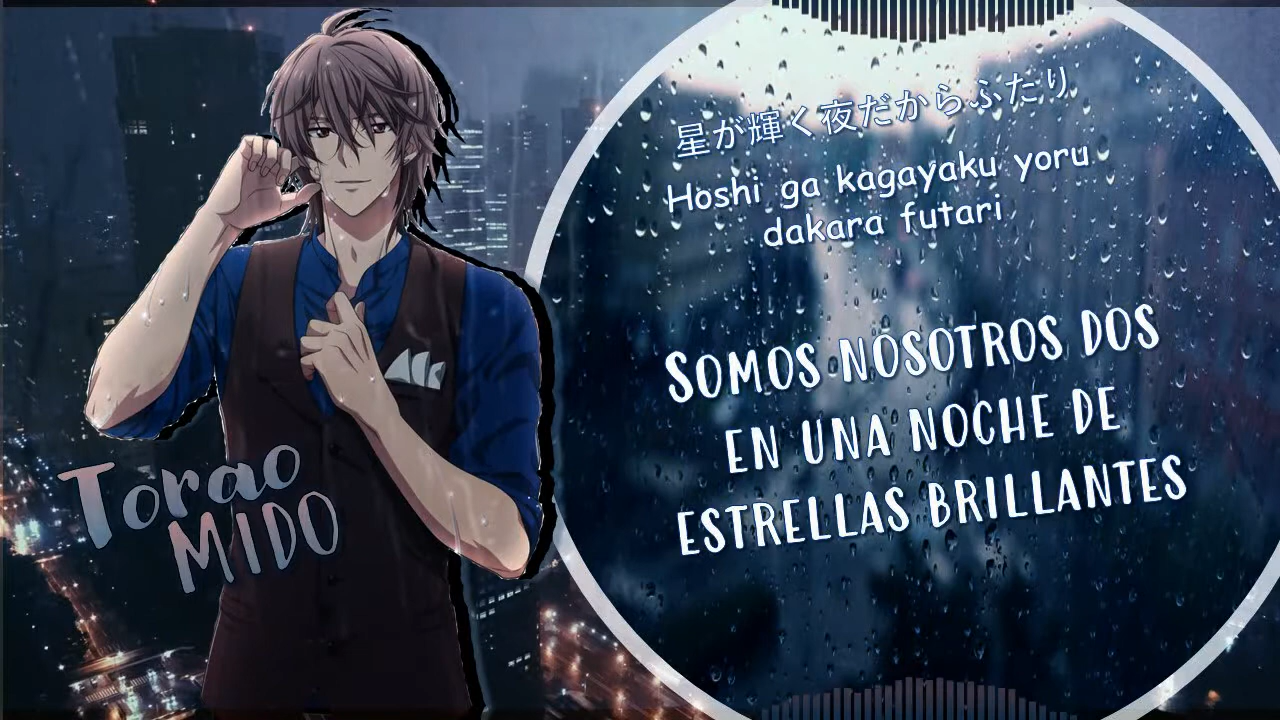 星が輝く夜だからふたり
Hoshi ga kagayaku yoru
dakara futari
SOMOS NOSOTROS DOS
EN UNA NOCHE DE
ESTRELLAS BRILLANTES
Torao
MIDO